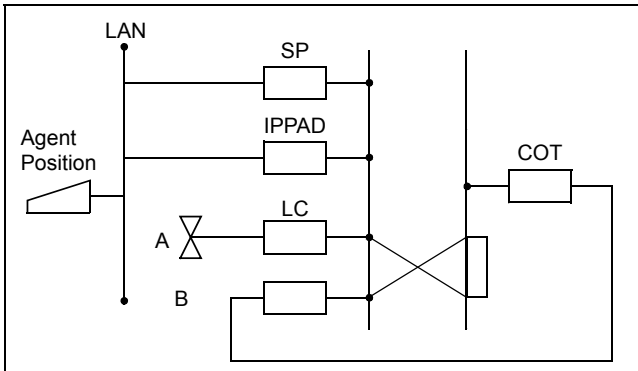 LAN
SP
IPPAD
Agent
Position
COT
LC
A
B